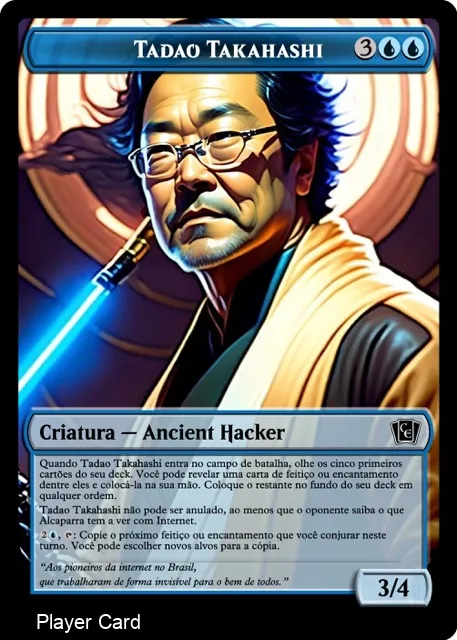 Tadao Takahashi 3
Criatura — Ancient Hacker
CE
Quando Tadao Takahashi entra no campo de batalha, olhe os cinco primeiros
cartões do seu deck. Você pode revelar uma carta de feitiço ou encantamento
dentre eles e colocá-la na sua mão. Coloque o restante no fundo do seu deck em
qualquer ordem.
Tadao Takahashi não pode ser anulado, ao menos que o oponente saiba o que
Alcaparra tem a ver com Internet.
2, : Copie o próximo feitiço ou encantamento que você conjurar neste
turno. Você pode escolher novos alvos para a cópia.
"Aos pioneiros da internet no Brasil,
que trabalharam de forma invisível para o bem de todos."
3/4
Player Card